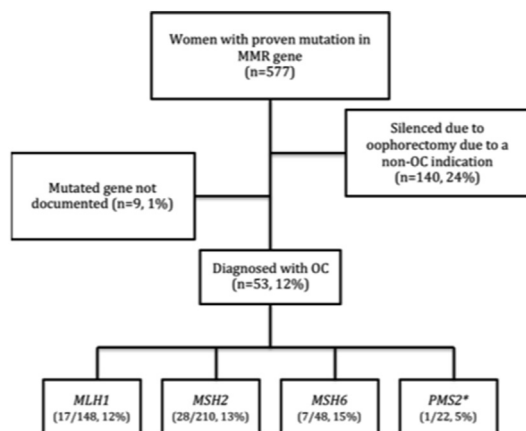 Women with proven mutation in
MMR gene
(n=577)
Silenced due to
oophorectomy due to a
non-OC indication
(n=140, 24%)
Mutated gene not
documented (n=9, 1%)
Diagnosed with OC
(n=53, 12%)
MLH1
(17/148, 12%)
MSH2
(28/210, 13%)
MSH6
(7/48, 15%)
PMS2*
(1/22, 5%)